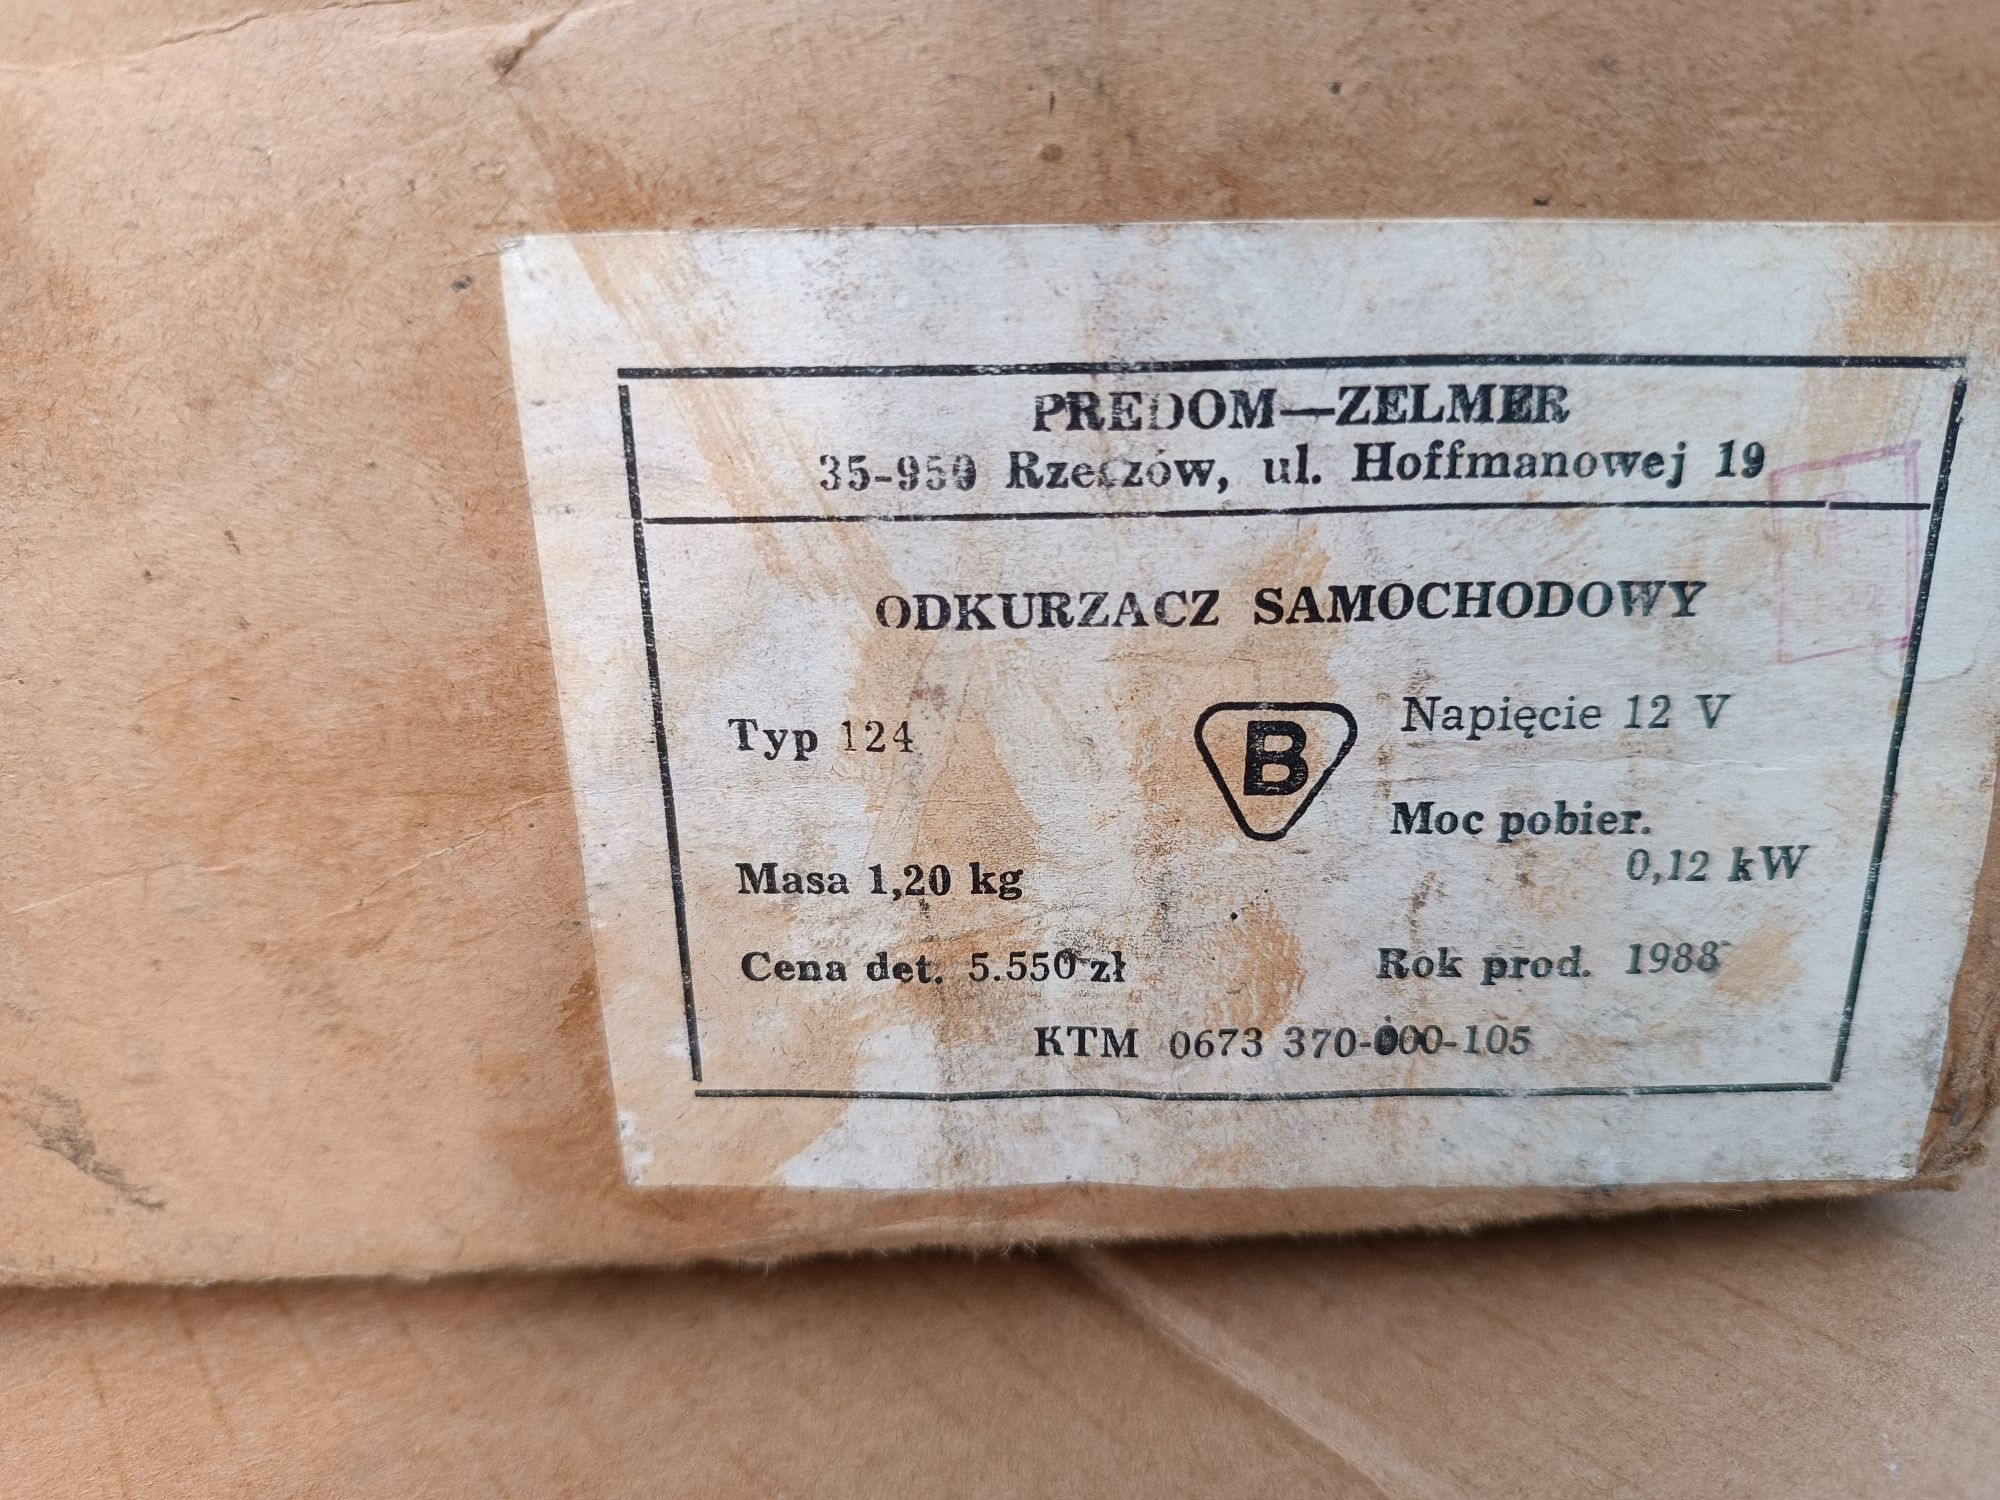 PREDOM—ZELMER
35-959 Rzeszów, ul. Hoffmanowej 19
ODKURZACZ SAMOCHODOWY
Typ 124
B
Napięcie 12 V
Moc pobier.
0,12 kW
Masa 1,20 kg
Cena det. 5.550 zł
Rok prod. 1988
KTM 0673 370-000-105